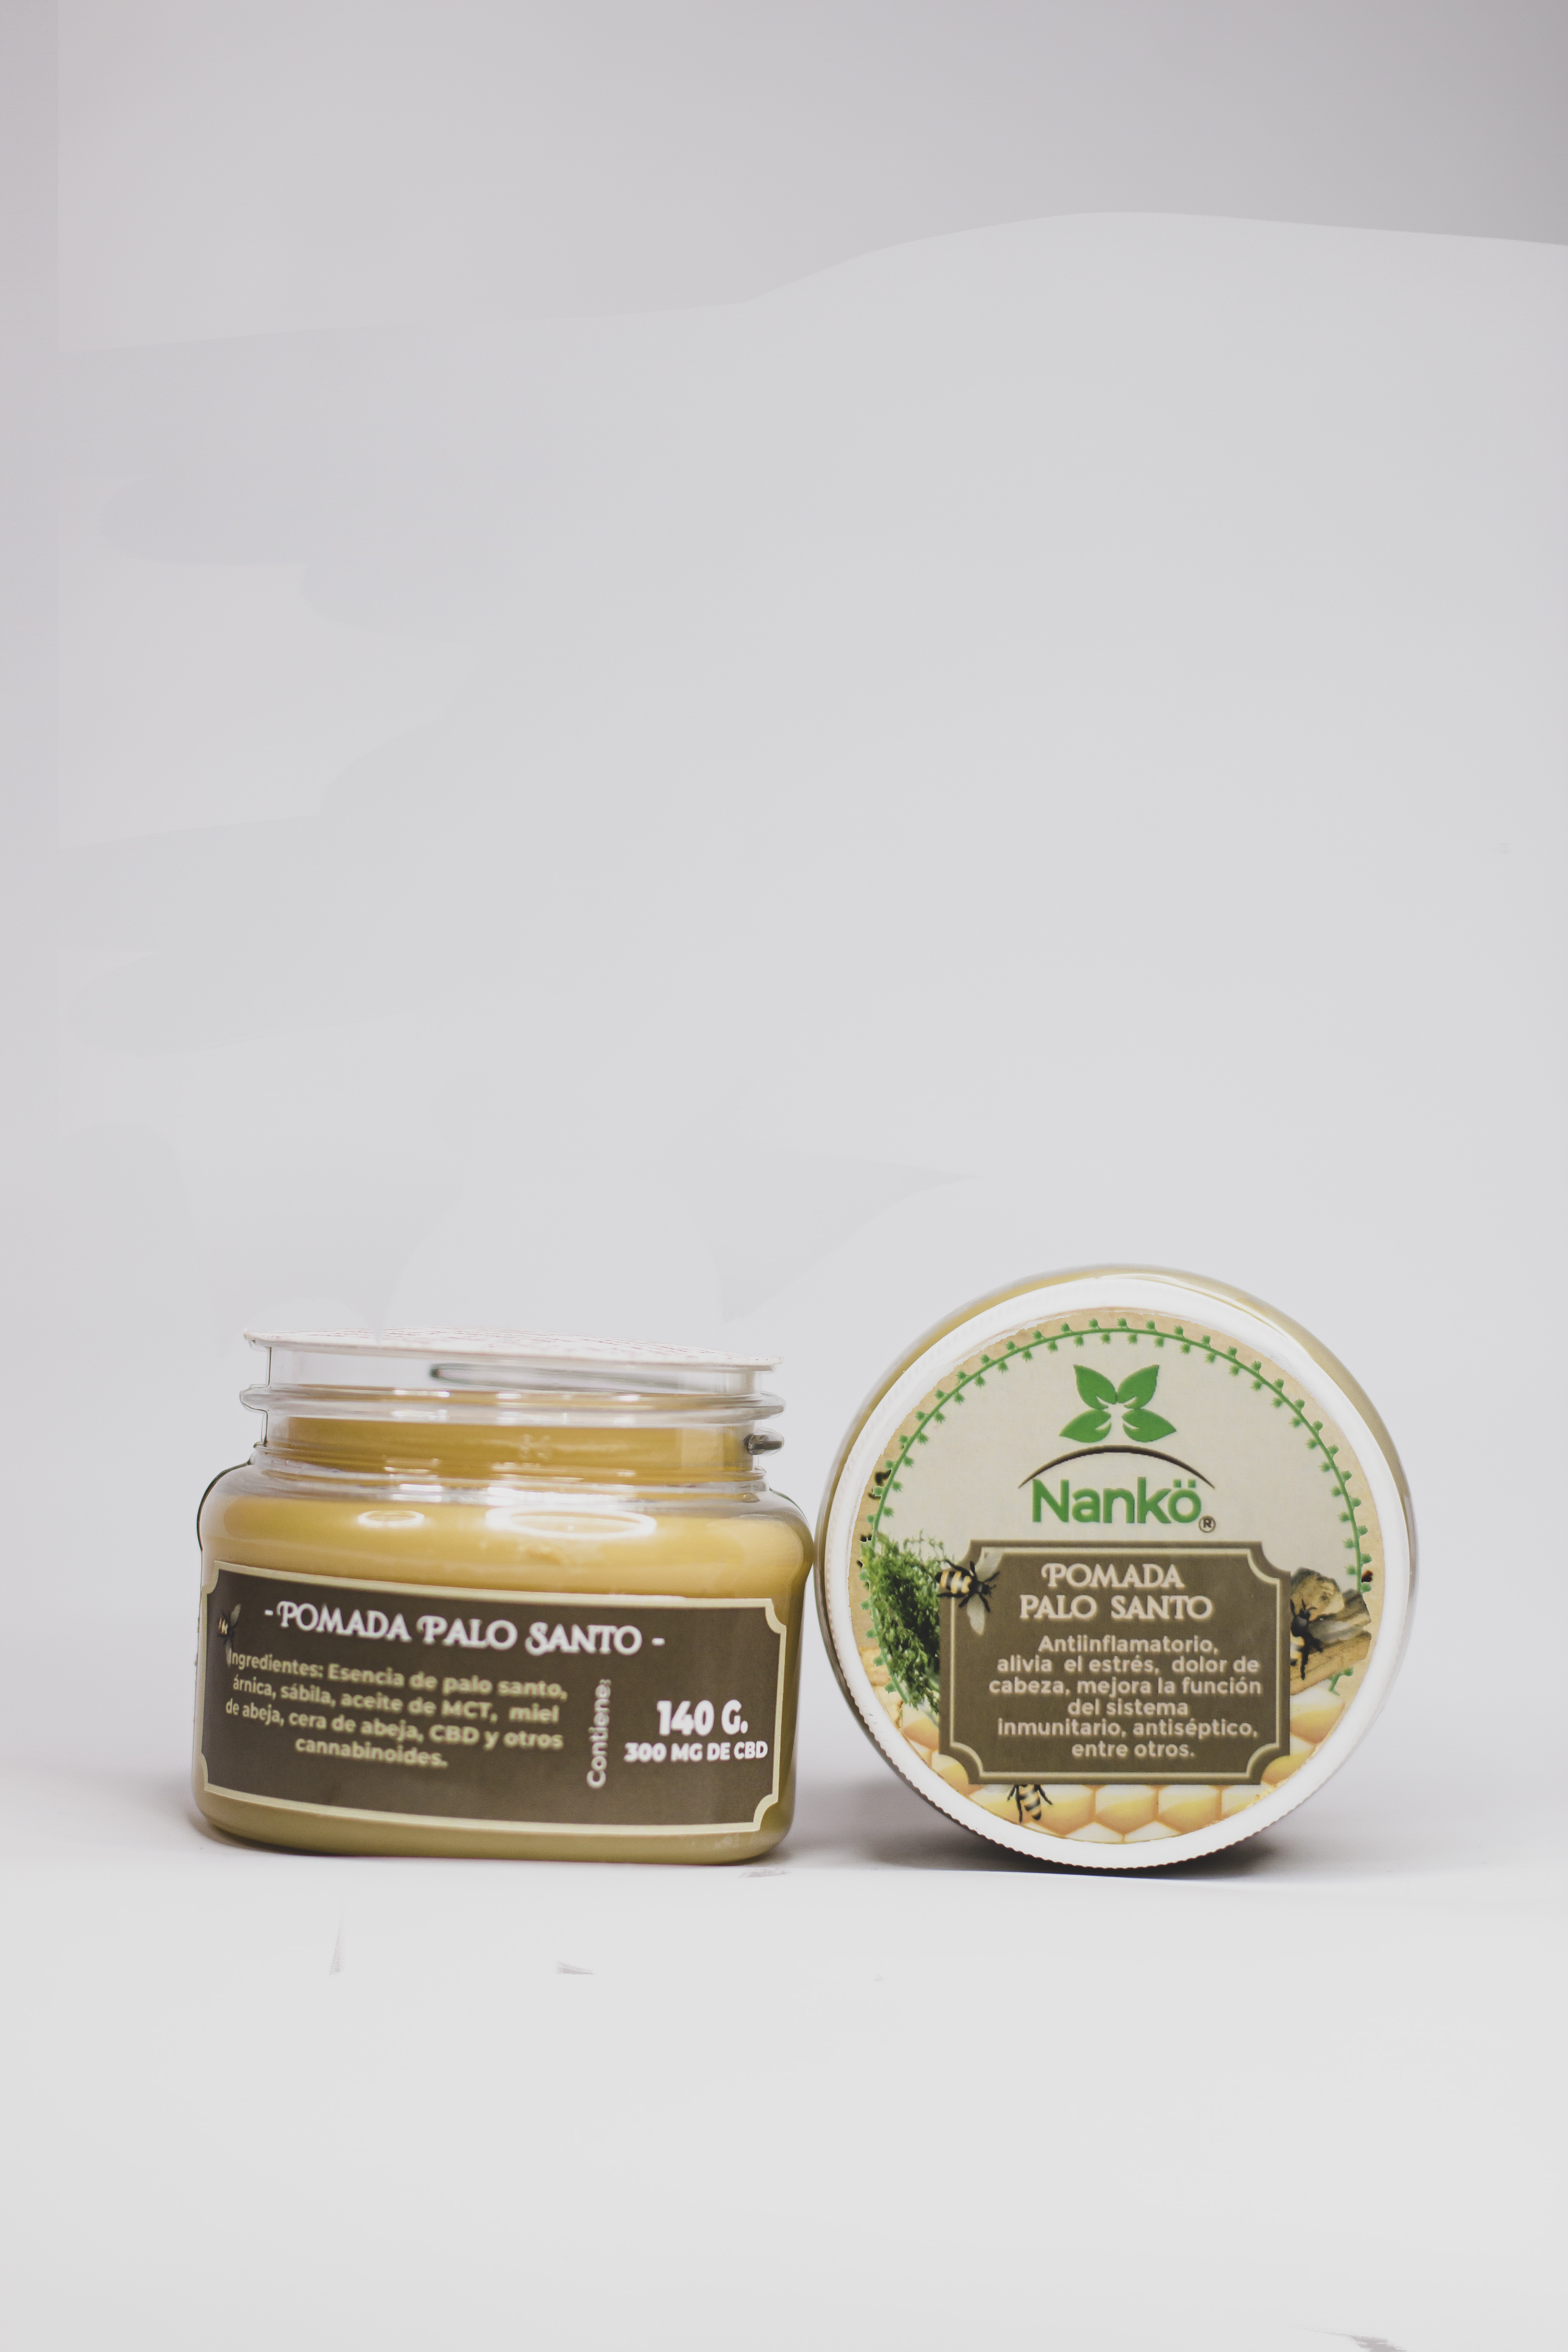 - Pomada Palo Santo -
Ingredientes: Esencia de palo santo,
árnica, sábila, aceite de MCT, miel
de abeja, cera de abeja, CBD y otros
cannabinoides.
Contiene:
140 G.
300 MG DE CBD
Nankö®
Pomada
Palo Santo
Antiinflamatorio,
alivia el estrés, dolor de
cabeza, mejora la función
del sistema
inmunitario, antiséptico,
entre otros.